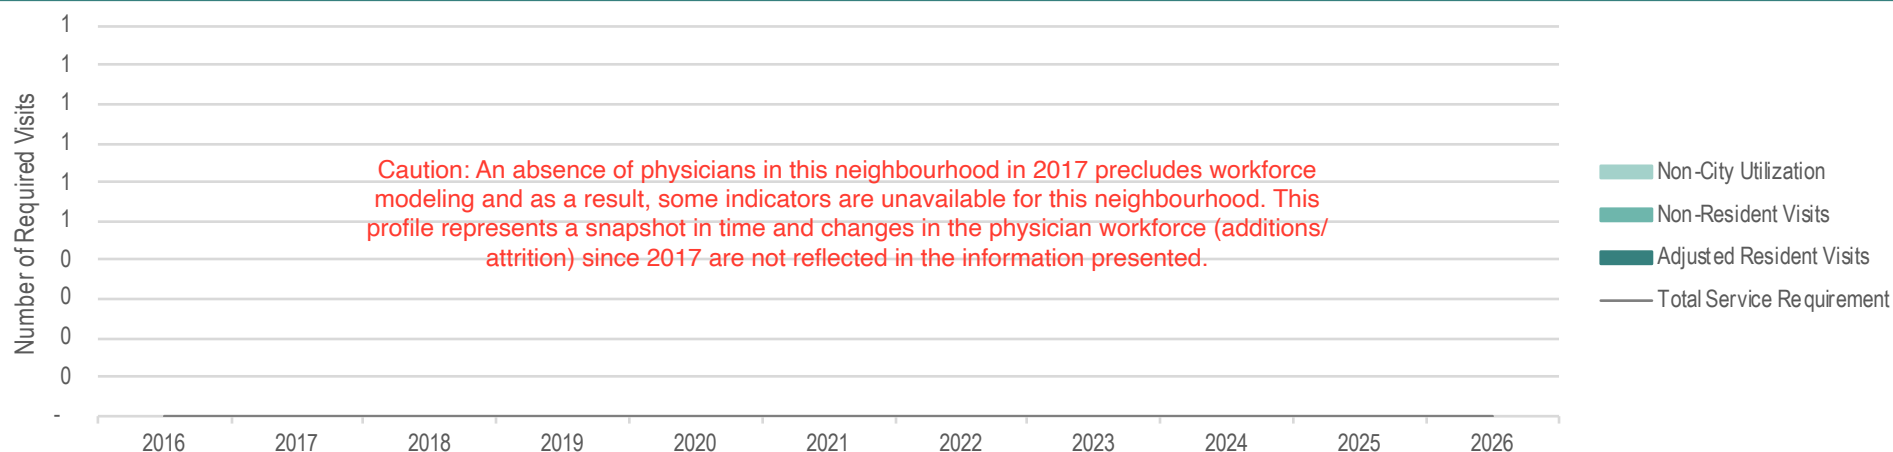 Number of Required Visits
1
1
1
1
1
1
0
0
0
0
-
Caution: An absence of physicians in this neighbourhood in 2017 precludes workforce
modeling and as a result, some indicators are unavailable for this neighbourhood. This
profile represents a snapshot in time and changes in the physician workforce (additions/
attrition) since 2017 are not reflected in the information presented.
2016 2017 2018 2019 2020 2021 2022 2023 2024 2025 2026
Non-City Utilization
Non-Resident Visits
Adjusted Resident Visits
Total Service Requirement